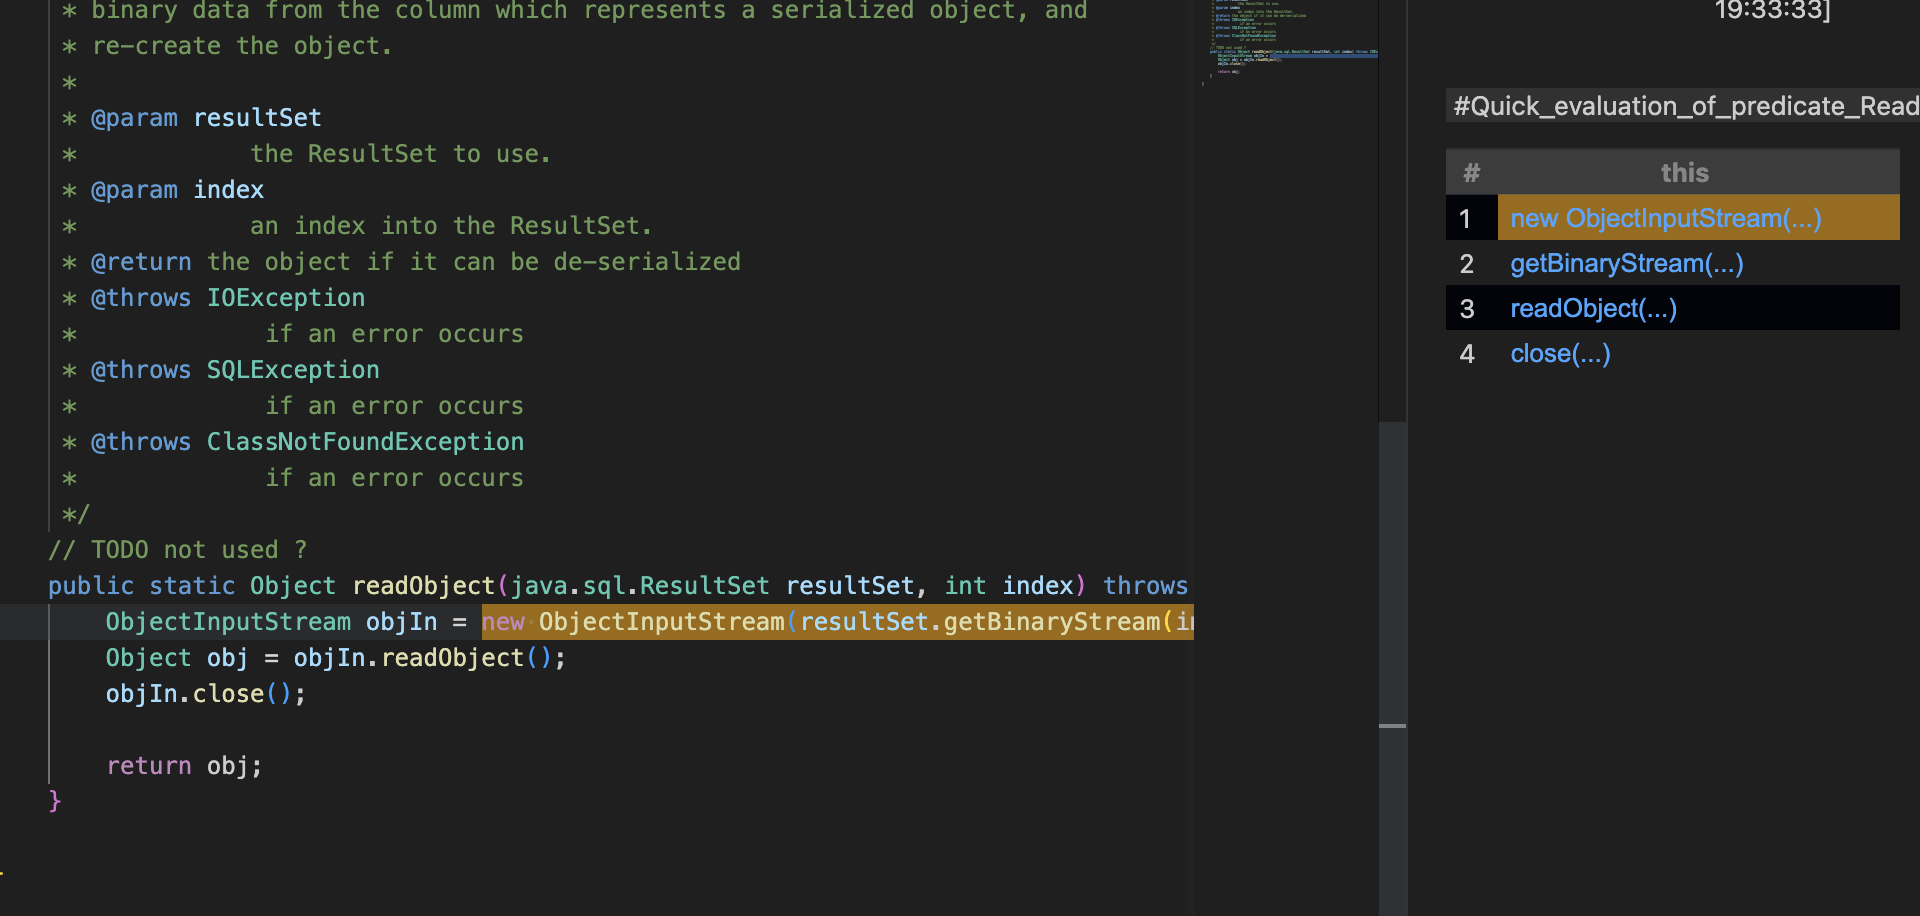 * binary data from the column which represents a serialized object, and
* re-create the object.
*
* @param resultSet
* the ResultSet to use.
* @param index
* an index into the ResultSet.
* @return the object if it can be de-serialized
* @throws IOException
* if an error occurs
* @throws SQLException
* if an error occurs
* @throws ClassNotFoundException
* if an error occurs
*/
// TODO not used ?
public static Object readObject(java.sql.ResultSet resultSet, int index) throws
ObjectInputStream objIn = new ObjectInputStream(resultSet.getBinaryStream(in
Object obj = objIn.readObject();
objIn.close();
return obj;
}
19:33:33]
#Quick_evaluation_of_predicate_Read
# this
1 new ObjectInputStream(...)
2 getBinaryStream(...)
3 readObject(...)
4 close(...)